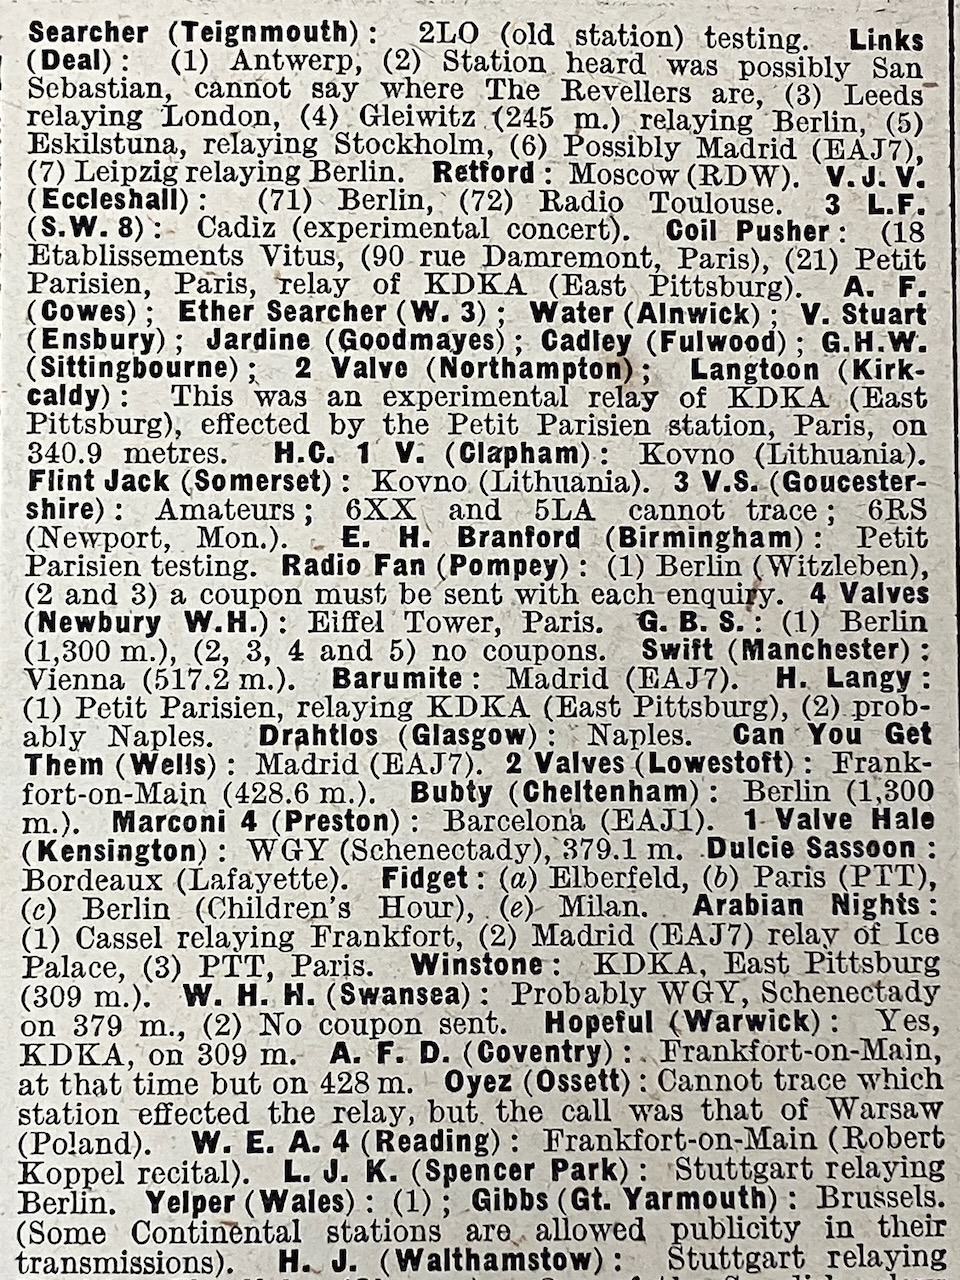 Searcher (Teignmouth): 2LO (old station) testing. Links
(Deal): (1) Antwerp, (2) Station heard was possibly San
Sebastian, cannot say where The Revellers are, (3) Leeds
relaying London, (4) Gleiwitz (245 m.) relaying Berlin, (5)
Eskilstuna, relaying Stockholm, (6) Possibly Madrid (EAJ7),
(7) Leipzig relaying Berlin. Retford: Moscow (RDW). V.J.V.
(Eccleshall): (71) Berlin, (72) Radio Toulouse. 3 L.F.
(S.W. 8): Cadiz (experimental concert). Coil Pusher: (18
Etablissements Vitus, (90 rue Damremont, Paris), (21) Petit
Parisien, Paris, relay of KDKA (East Pittsburg). A. F.
(Cowes); Ether Searcher (W. 3); Water (Alnwick); V. Stuart
(Ensbury); Jardine (Goodmayes); Cadley (Fulwood); G.H.W.
(Sittingbourne); 2 Valve (Northampton); Langtoon (Kirk-
caldy): This was an experimental relay of KDKA (East
Pittsburg), effected by the Petit Parisien station, Paris, on
340.9 metres. H.C. 1 V. (Clapham): Kovno (Lithuania).
Flint Jack (Somerset): Kovno (Lithuania). 3 V.S. (Goucester-
shire): Amateurs; 6XX and 5LA cannot trace; 6RS
(Newport, Mon.). E. H. Branford (Birmingham): Petit
Parisien testing. Radio Fan (Pompey): (1) Berlin (Witzleben),
(2 and 3) a coupon must be sent with each enquiry. 4 Valves
(Newbury W.H.): Eiffel Tower, Paris. G. B. S.: (1) Berlin
(1,300 m.), (2, 3, 4 and 5) no coupons. Swift (Manchester):
Vienna (517.2 m.). Barumite: Madrid (EAJ7). H. Langy:
(1) Petit Parisien, relaying KDKA (East Pittsburg), (2) prob-
ably Naples. Drahtlos (Glasgow): Naples. Can You Get
Them (Wells): Madrid (EAJ7). 2 Valves (Lowestoft): Frank-
fort-on-Main (428.6 m.). Bubty (Cheltenham): Berlin (1,300
m.). Marconi 4 (Preston): Barcelona (EAJ1). 1 Valve Hale
(Kensington): WGY (Schenectady), 379.1 m. Dulcie Sassoon:
Bordeaux (Lafayette). Fidget: (a) Elberfeld, (b) Paris (PTT),
(c) Berlin (Children's Hour), (e) Milan. Arabian Nights:
(1) Cassel relaying Frankfort, (2) Madrid (EAJ7) relay of Ice
Palace, (3) PTT, Paris. Winstone: KDKA, East Pittsburg
(309 m.). W. H. H. (Swansea): Probably WGY, Schenectady
on 379 m., (2) No coupon sent. Hopeful (Warwick): Yes,
KDKA, on 309 m. A. F. D. (Coventry): Frankfort-on-Main,
at that time but on 428 m. Oyez (Ossett): Cannot trace which
station effected the relay, but the call was that of Warsaw
(Poland). W. E. A. 4 (Reading): Frankfort-on-Main (Robert
Koppel recital). L. J. K. (Spencer Park): Stuttgart relaying
Berlin. Yelper (Wales): (1); Gibbs (Gt. Yarmouth): Brussels.
(Some Continental stations are allowed publicity in their
transmissions). H. J. (Walthamstow): Stuttgart relaying